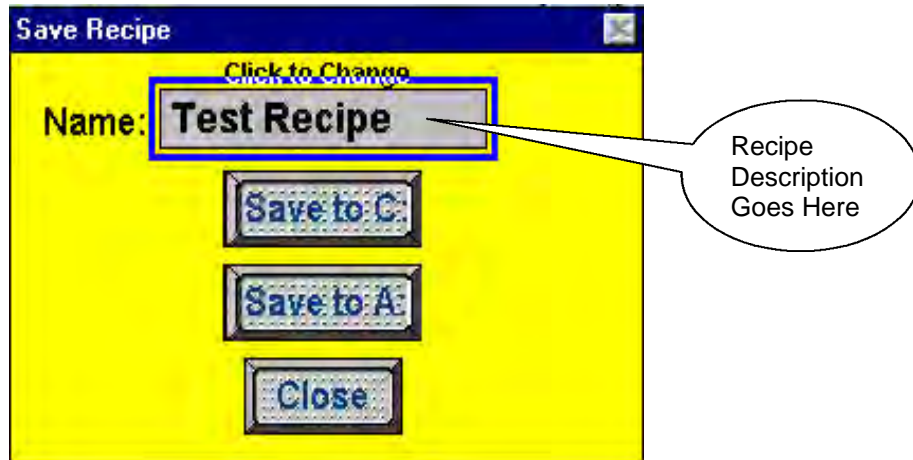 Save Recipe
Click to Change
Name: Test Recipe
Recipe
Description
Goes Here
Save to C:
Save to A:
Close